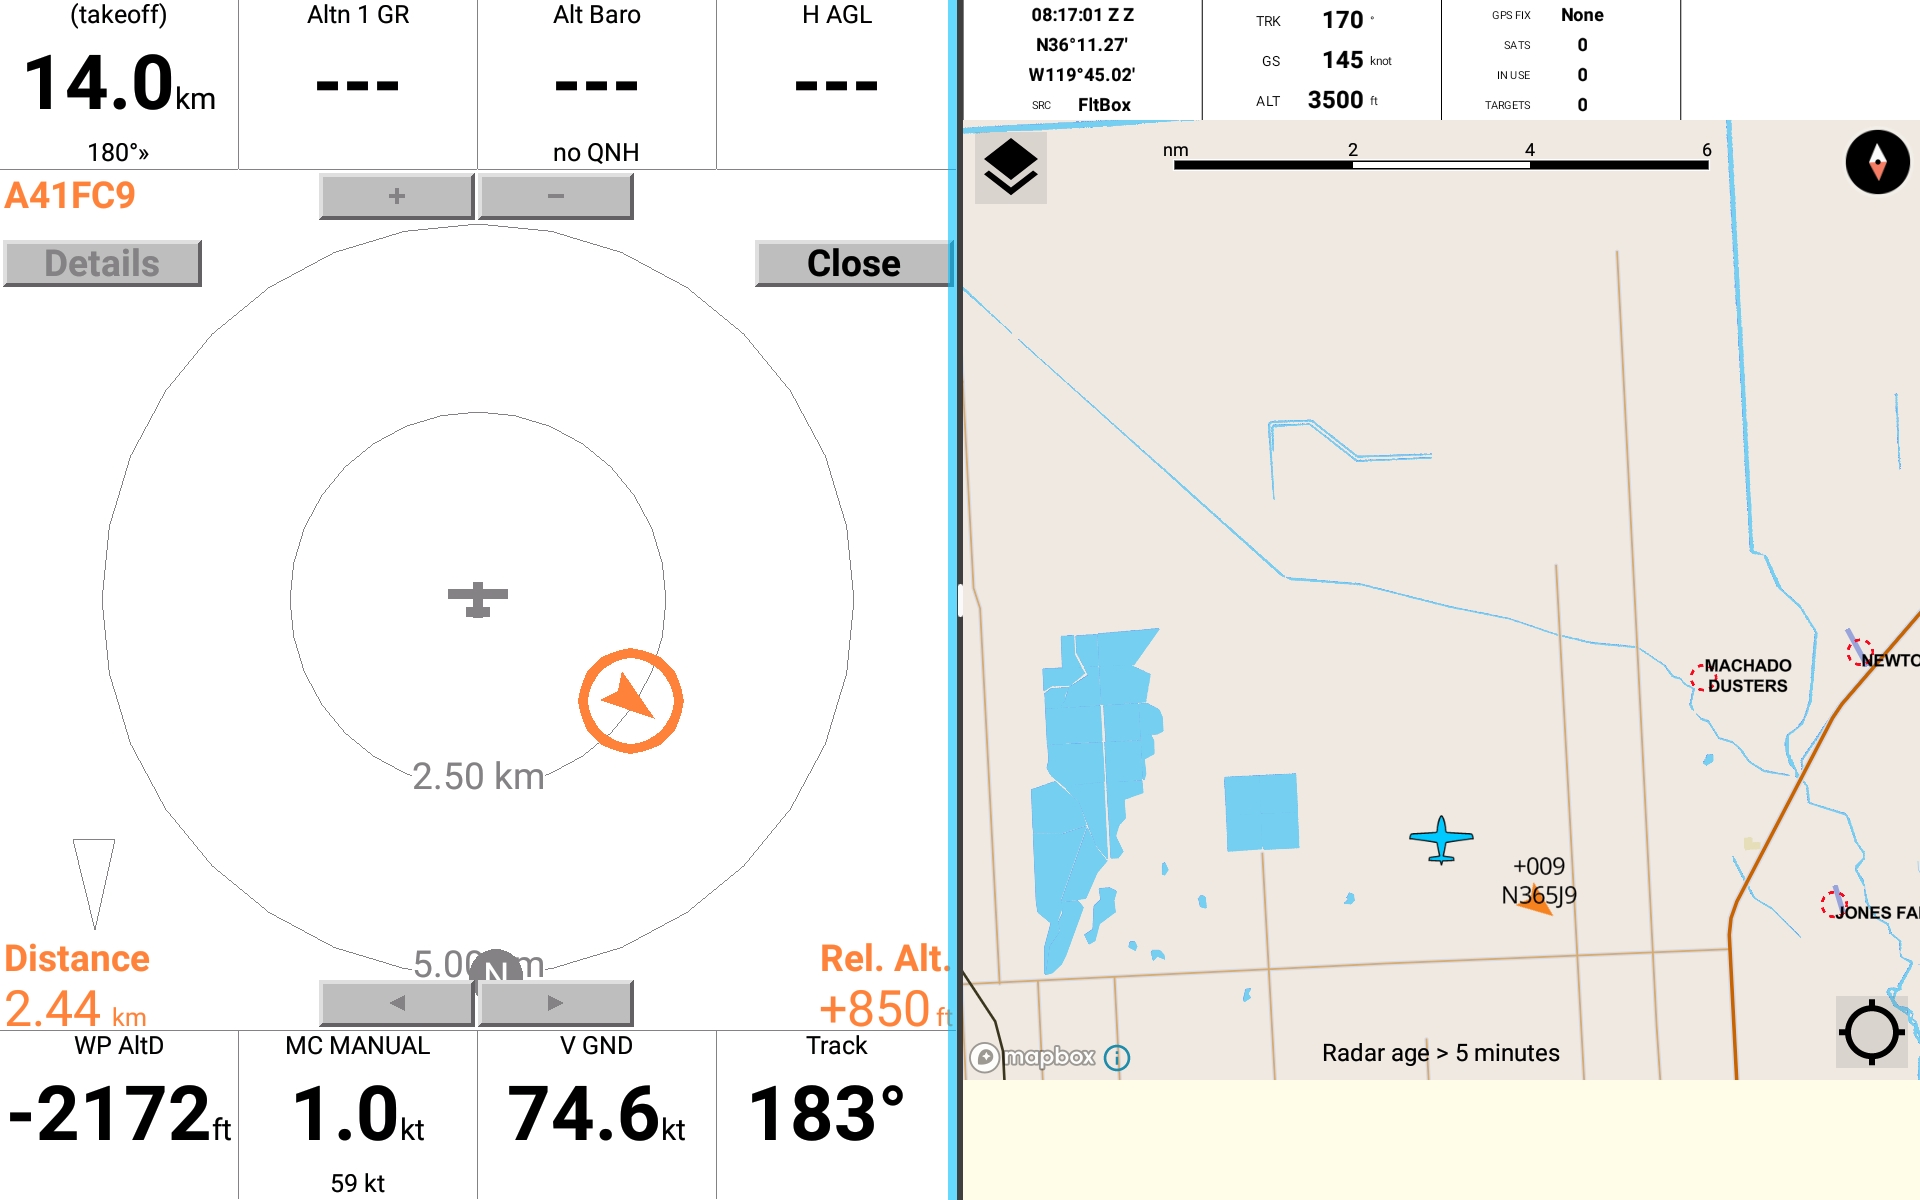 (takeoff)
14.0km
180°»
Altn 1 GR
---
Alt Baro
---
no QNH
H AGL
---
A41FC9
+
−
Details
Close
2.50 km
N
Distance
2.44 km
Rel. Alt.
+850 ft
WP AltD
-2172ft
MC MANUAL
1.0kt
59 kt
V GND
74.6kt
Track
183°
08:17:01 Z Z
N36°11.27'
W119°45.02'
SRC FltBox
TRK 170 °
GS 145 knot
ALT 3500 ft
GPS FIX None
SATS 0
IN USE 0
TARGETS 0
nm 2 4 6
MACHADO
DUSTERS
NEWTO
+009
N365J9
JONES FA
Radar age > 5 minutes
mapbox